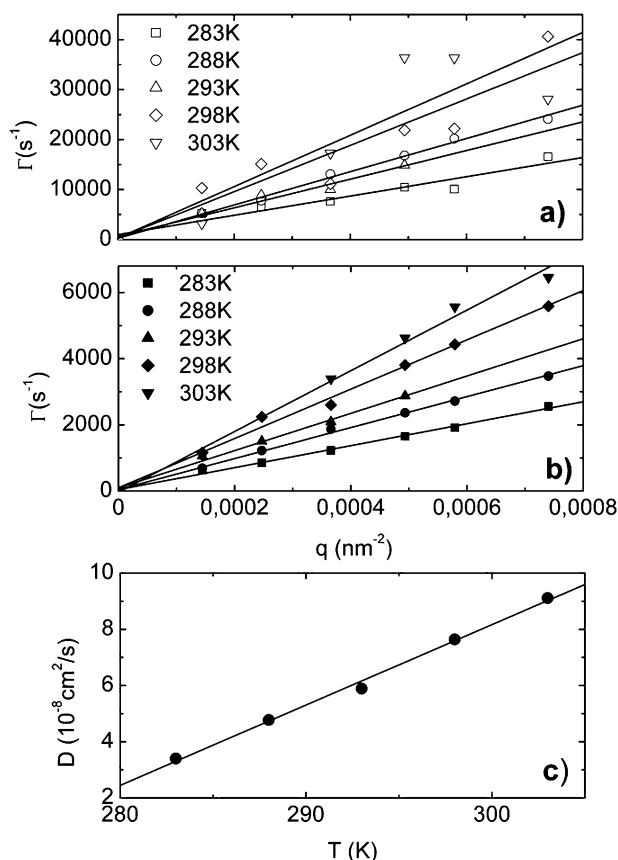 40000
30000
20000
10000
0
Γ(s⁻¹)
283K
288K
293K
298K
303K
a)
6000
4000
2000
0
Γ(s⁻¹)
283K
288K
293K
298K
303K
b)
0 0,0002 0,0004 0,0006 0,0008
q (nm⁻²)
10
8
6
4
2
D (10⁻⁸cm²/s)
c)
280 290 300
T (K)